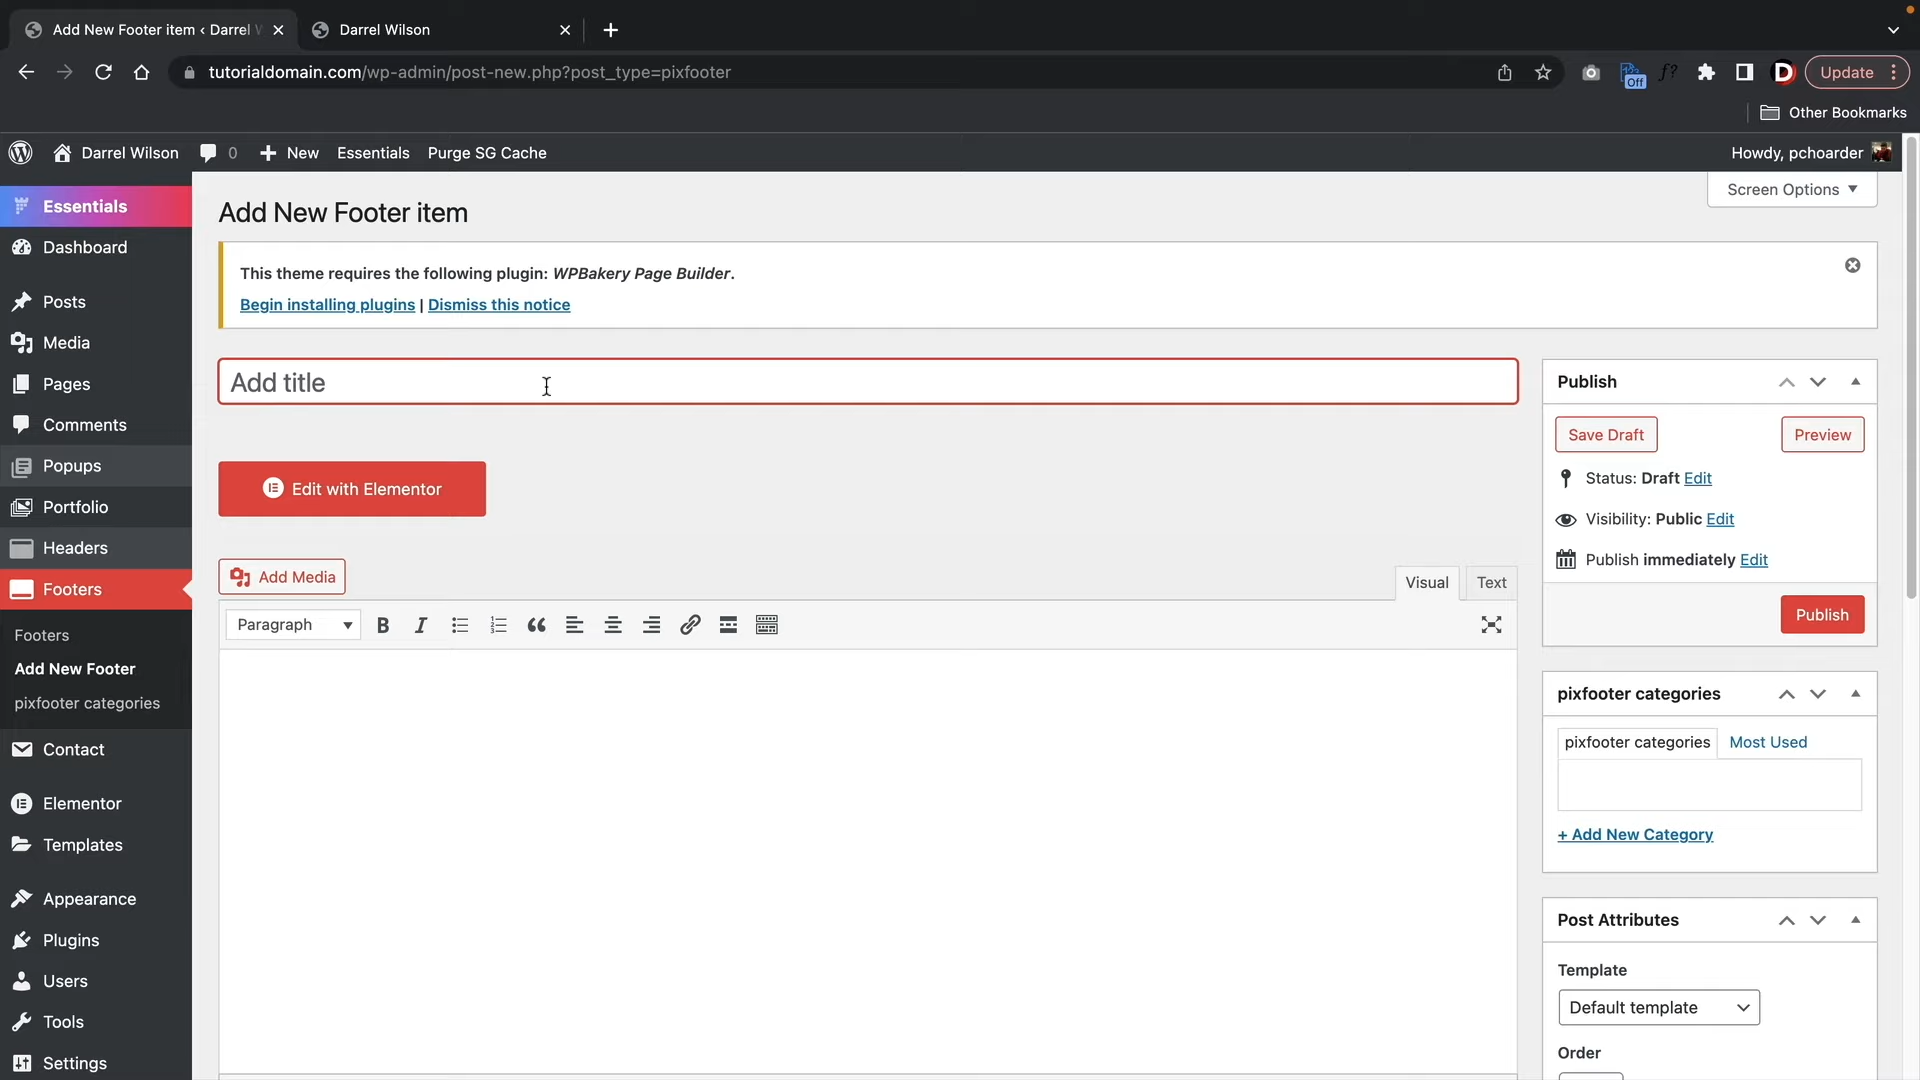 Add New Footer item ‹ Darrel W
Darrel Wilson
tutorialdomain.com/wp-admin/post-new.php?post_type=pixfooter
Off
f?
D
Update
Other Bookmarks
Darrel Wilson
0
New
Essentials
Purge SG Cache
Howdy, pchoarder
Screen Options
Essentials
Dashboard
Posts
Media
Pages
Comments
Popups
Portfolio
Headers
Footers
Footers
Add New Footer
pixfooter categories
Contact
Elementor
Templates
Appearance
Plugins
Users
Tools
Settings
Add New Footer item
This theme requires the following plugin: WPBakery Page Builder.
Begin installing plugins | Dismiss this notice
Add title
Edit with Elementor
Add Media
Visual
Text
Paragraph
B
I
Publish
Save Draft
Preview
Status: Draft Edit
Visibility: Public Edit
Publish immediately Edit
Publish
pixfooter categories
pixfooter categories
Most Used
+ Add New Category
Post Attributes
Template
Default template
Order